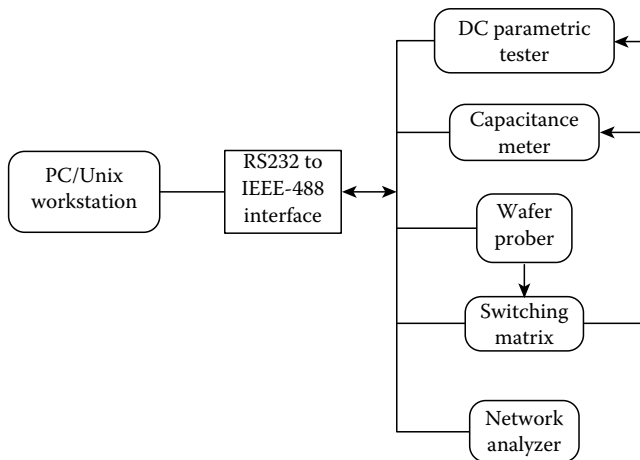 DC parametric
tester
Capacitance
meter
PC/Unix
workstation
RS232 to
IEEE-488
interface
Wafer
prober
Switching
matrix
Network
analyzer